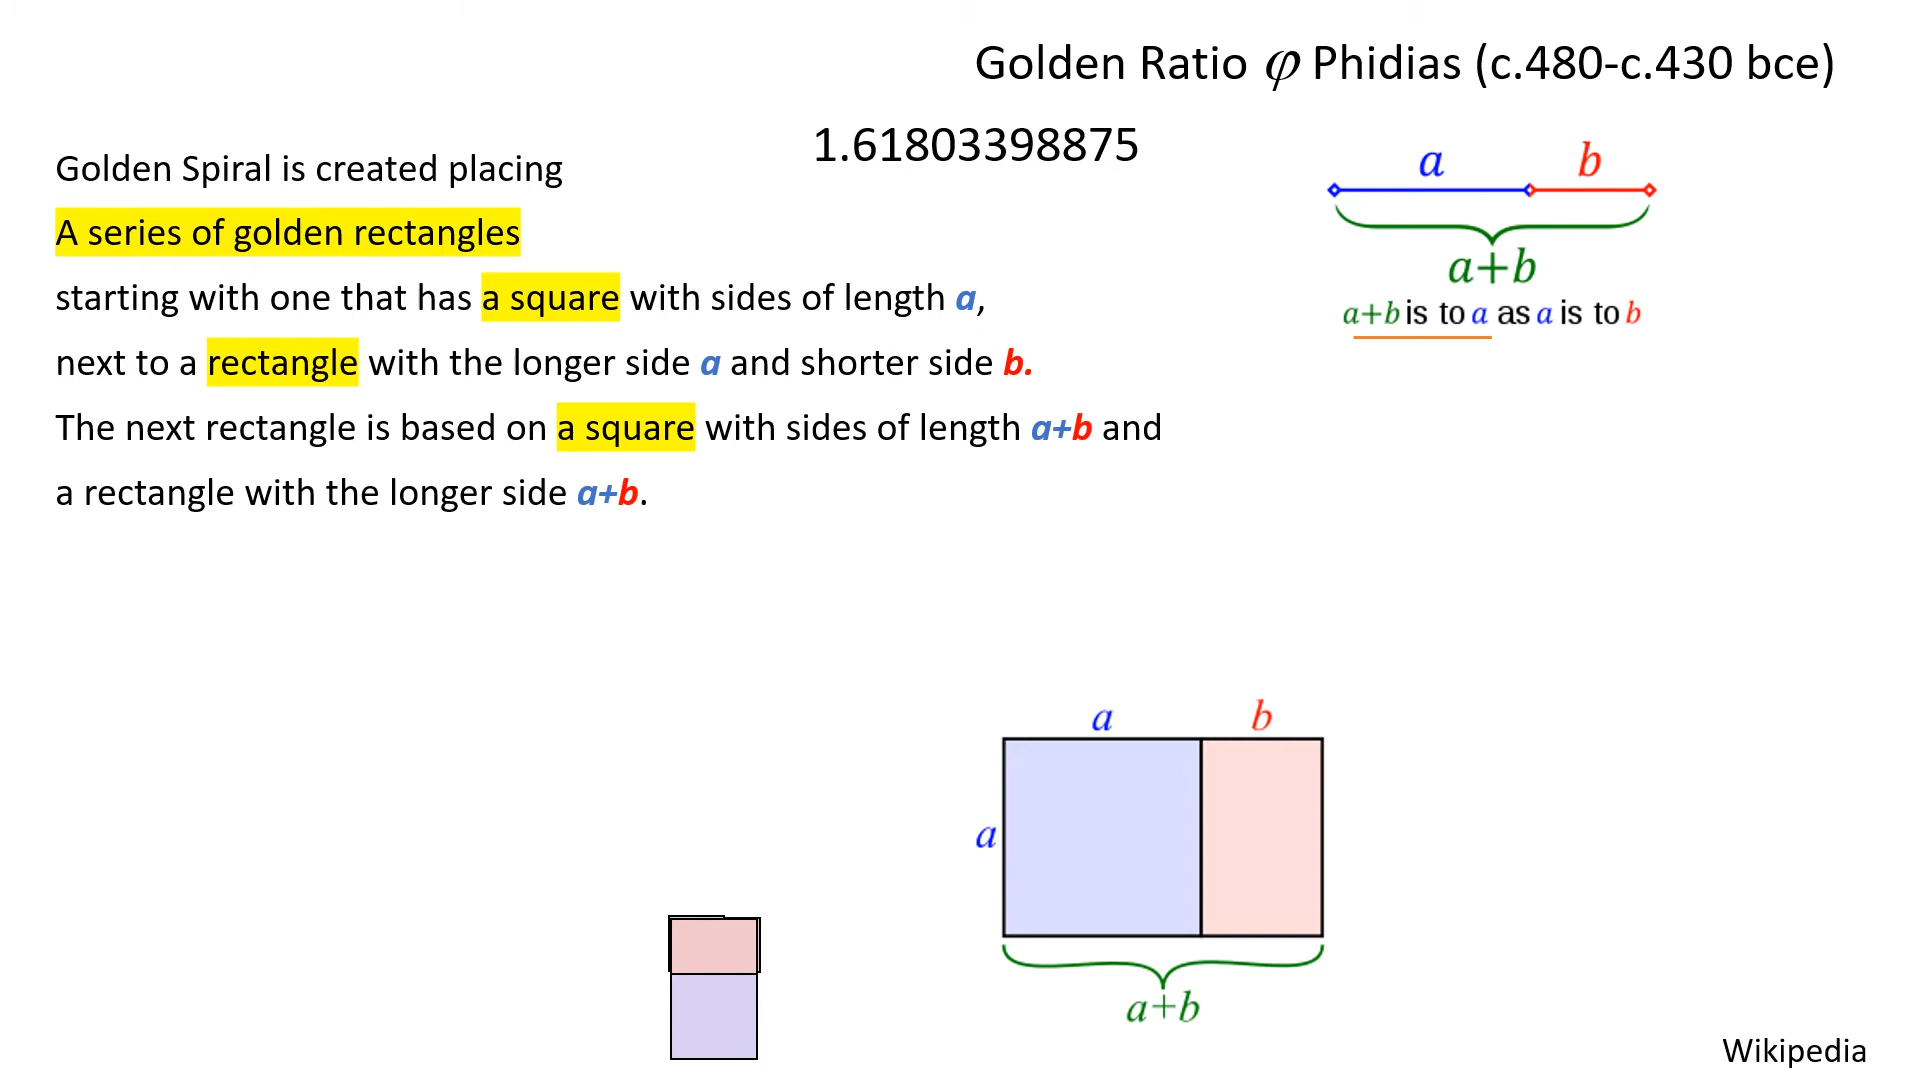 Golden Ratio φ Phidias (c.480-c.430 bce)
1.61803398875
Golden Spiral is created placing
A series of golden rectangles
starting with one that has a square with sides of length a,
next to a rectangle with the longer side a and shorter side b.
The next rectangle is based on a square with sides of length a+b and
a rectangle with the longer side a+b.
a b
a+b
a+b is to a as a is to b
a b
a
a+b
Wikipedia